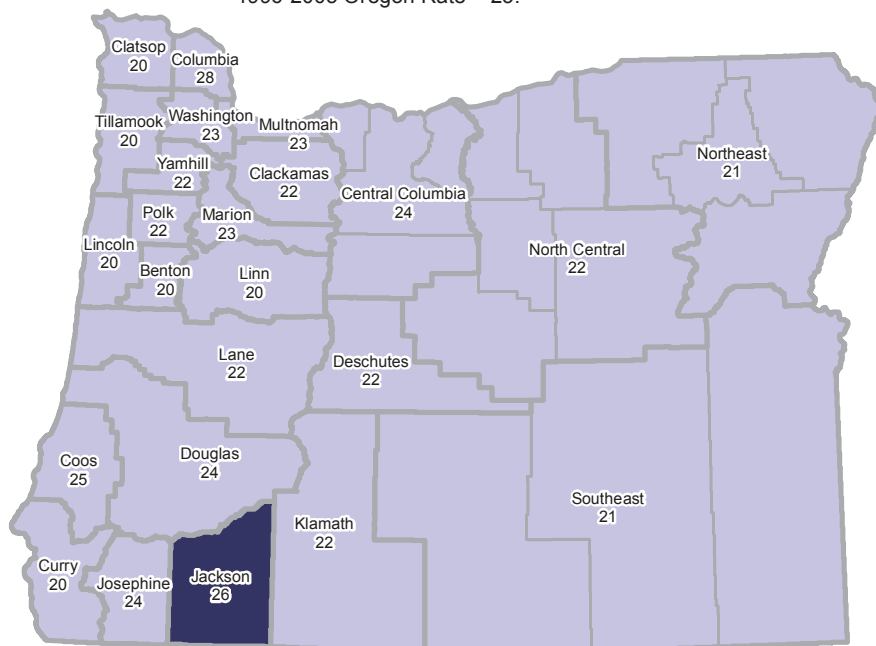 Oregon Rate
Clatsop
20
Columbia
28
Tillamook
20
Washington
23
Multnomah
23
Yamhill
22
Clackamas
22
Central Columbia
24
Northeast
21
Polk
22
Marion
23
Lincoln
20
Benton
20
Linn
20
North Central
22
Lane
22
Deschutes
22
Coos
25
Douglas
24
Klamath
22
Southeast
21
Curry
20
Josephine
24
Jackson
26